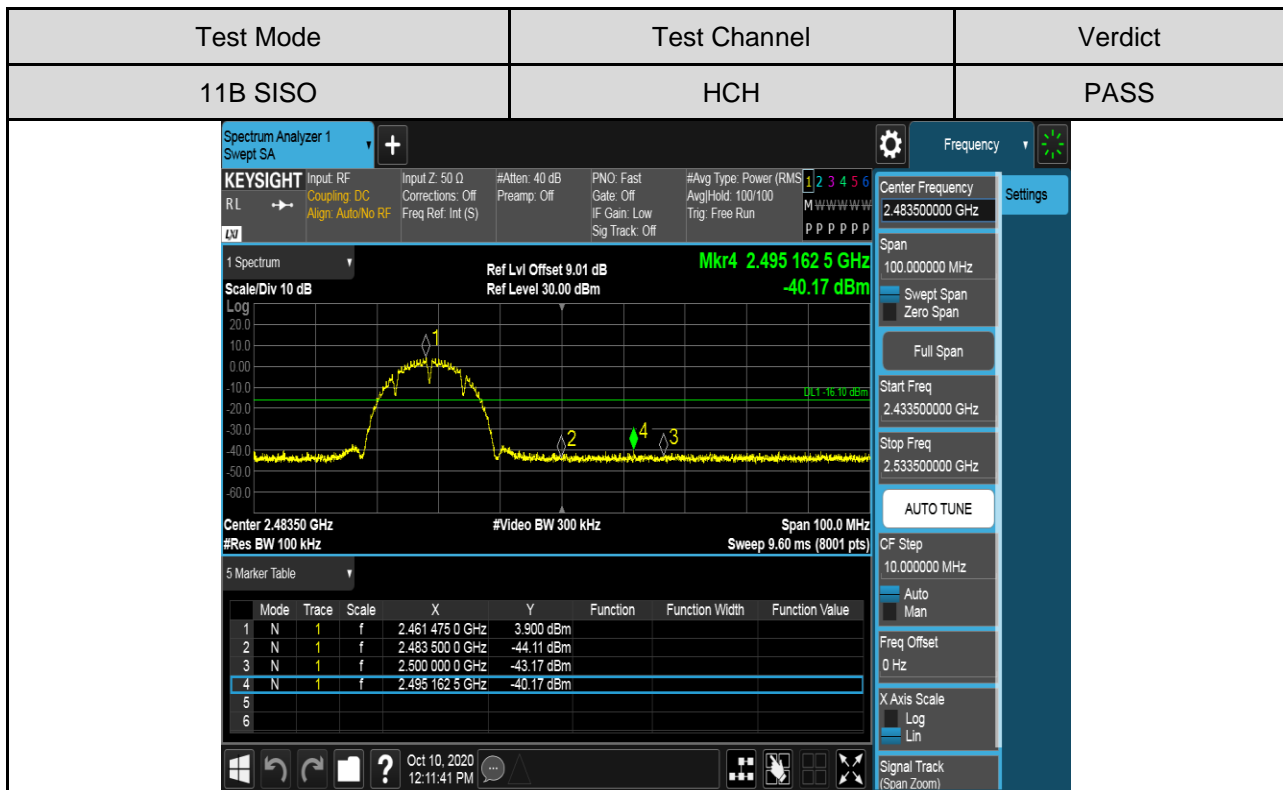 Test Mode Test Channel Verdict
11B SISO HCH PASS
Spectrum Analyzer 1
Swept SA
+
Frequency
KEYSIGHT
RL
LXI
Input: RF
Coupling: DC
Align: Auto/No RF
Input Z: 50 Ω
Corrections: Off
Freq Ref: Int (S)
#Atten: 40 dB
Preamp: Off
PNO: Fast
Gate: Off
IF Gain: Low
Sig Track: Off
#Avg Type: Power (RMS
Avg|Hold: 100/100
Trig: Free Run
1 2 3 4 5 6
M W W W W W
P P P P P P
1 Spectrum
Scale/Div 10 dB
Ref Lvl Offset 9.01 dB
Ref Level 30.00 dBm
Mkr4 2.495 162 5 GHz
-40.17 dBm
Log
20.0
10.0
0.00
-10.0
-20.0
-30.0
-40.0
-50.0
-60.0
1
DL1 -16.10 dBm
2
4
3
Center 2.48350 GHz
#Res BW 100 kHz
#Video BW 300 kHz
Span 100.0 MHz
Sweep 9.60 ms (8001 pts)
5 Marker Table
Mode Trace Scale X Y Function Function Width Function Value
1 N 1 f 2.461 475 0 GHz 3.900 dBm
2 N 1 f 2.483 500 0 GHz -44.11 dBm
3 N 1 f 2.500 000 0 GHz -43.17 dBm
4 N 1 f 2.495 162 5 GHz -40.17 dBm
5
6
?
Oct 10, 2020
12:11:41 PM
Settings
Center Frequency
2.483500000 GHz
Span
100.000000 MHz
Swept Span
Zero Span
Full Span
Start Freq
2.433500000 GHz
Stop Freq
2.533500000 GHz
AUTO TUNE
CF Step
10.000000 MHz
Auto
Man
Freq Offset
0 Hz
X Axis Scale
Log
Lin
Signal Track
(Span Zoom)